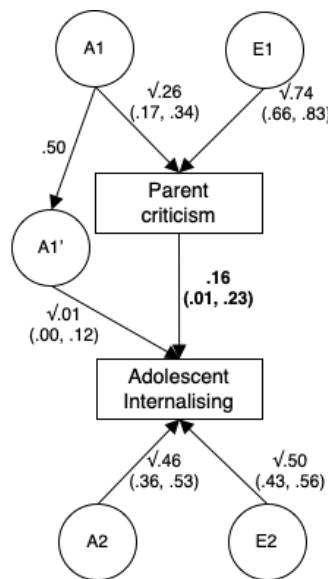 A1
E1
√.26
(.17, .34)
√.74
(.66, .83)
.50
Parent
criticism
A1'
.16
(.01, .23)
√.01
(.00, .12)
Adolescent
Internalising
√.46
(.36, .53)
√.50
(.43, .56)
A2
E2